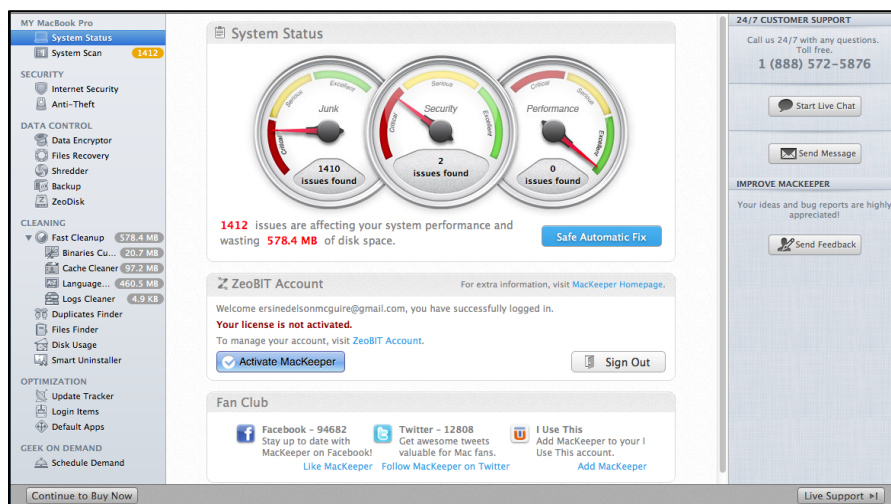 MY MacBook Pro
System Status
System Scan 1412
SECURITY
Internet Security
Anti-Theft
DATA CONTROL
Data Encryptor
Files Recovery
Shredder
Backup
ZeoDisk
CLEANING
Fast Cleanup 578.4 MB
Binaries Cu... 20.7 MB
Cache Cleaner 97.2 MB
Language... 460.5 MB
Logs Cleaner 4.9 KB
Duplicates Finder
Files Finder
Disk Usage
Smart Uninstaller
OPTIMIZATION
Update Tracker
Login Items
Default Apps
GEEK ON DEMAND
Schedule Demand
System Status
Critical
Serious
Excellent
Junk
1410
issues found
Critical
Serious
Excellent
Security
2
issues found
Critical
Serious
Excellent
Performance
0
issues found
1412 issues are affecting your system performance and
wasting 578.4 MB of disk space.
Safe Automatic Fix
ZeoBIT Account
For extra information, visit MacKeeper Homepage.
Welcome ersinedelsonmcguire@gmail.com, you have successfully logged in.
Your license is not activated.
To manage your account, visit ZeoBIT Account.
Activate MacKeeper
Sign Out
Fan Club
Facebook - 94682
Stay up to date with
MacKeeper on Facebook!
Like MacKeeper
Twitter - 12808
Get awesome tweets
valuable for Mac fans.
Follow MacKeeper on Twitter
I Use This
Add MacKeeper to your I
Use This account.
Add MacKeeper
24/7 CUSTOMER SUPPORT
Call us 24/7 with any questions.
Toll free.
1 (888) 572-5876
Start Live Chat
Send Message
IMPROVE MACKEEPER
Your ideas and bug reports are highly
appreciated!
Send Feedback
Continue to Buy Now
Live Support